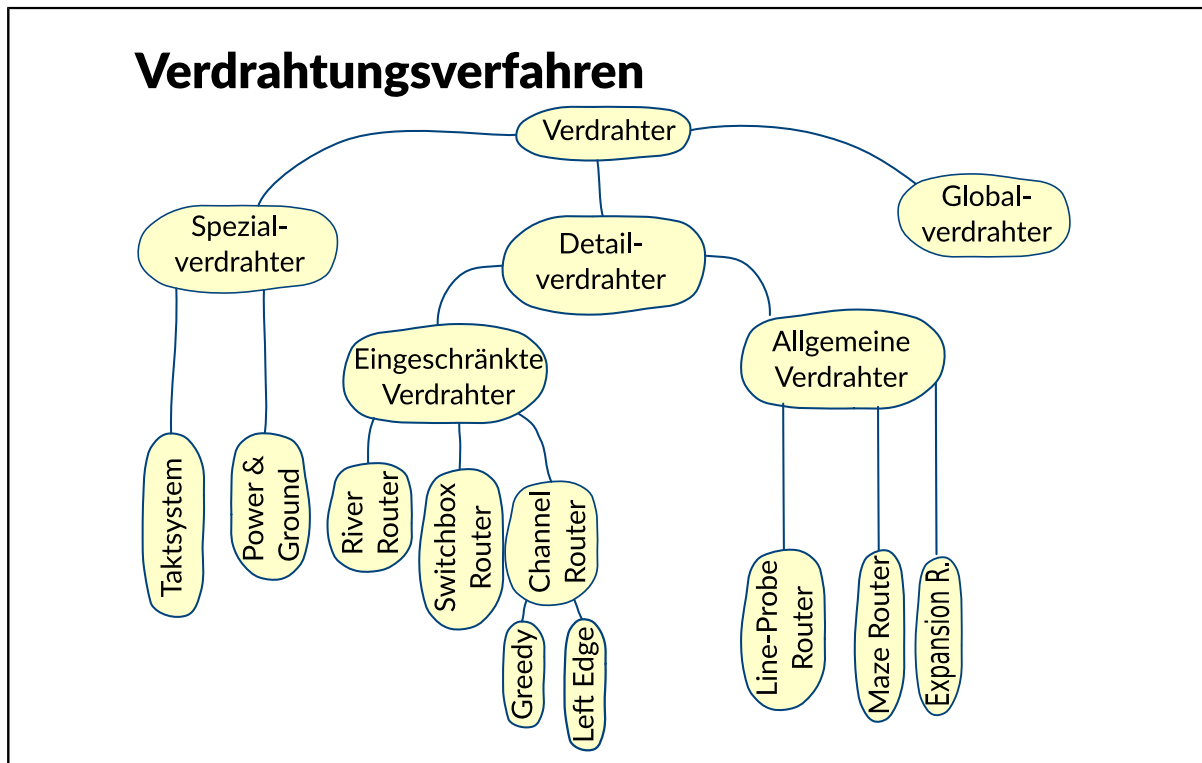 Verdrahtungsverfahren
Verdrahter
Spezial-
verdrahter
Detail-
verdrahter
Global-
verdrahter
Eingeschränkte
Verdrahter
Allgemeine
Verdrahter
Taktsystem
Power &
Ground
River
Router
Switchbox
Router
Channel
Router
Greedy
Left Edge
Line-Probe
Router
Maze Router
Expansion R.